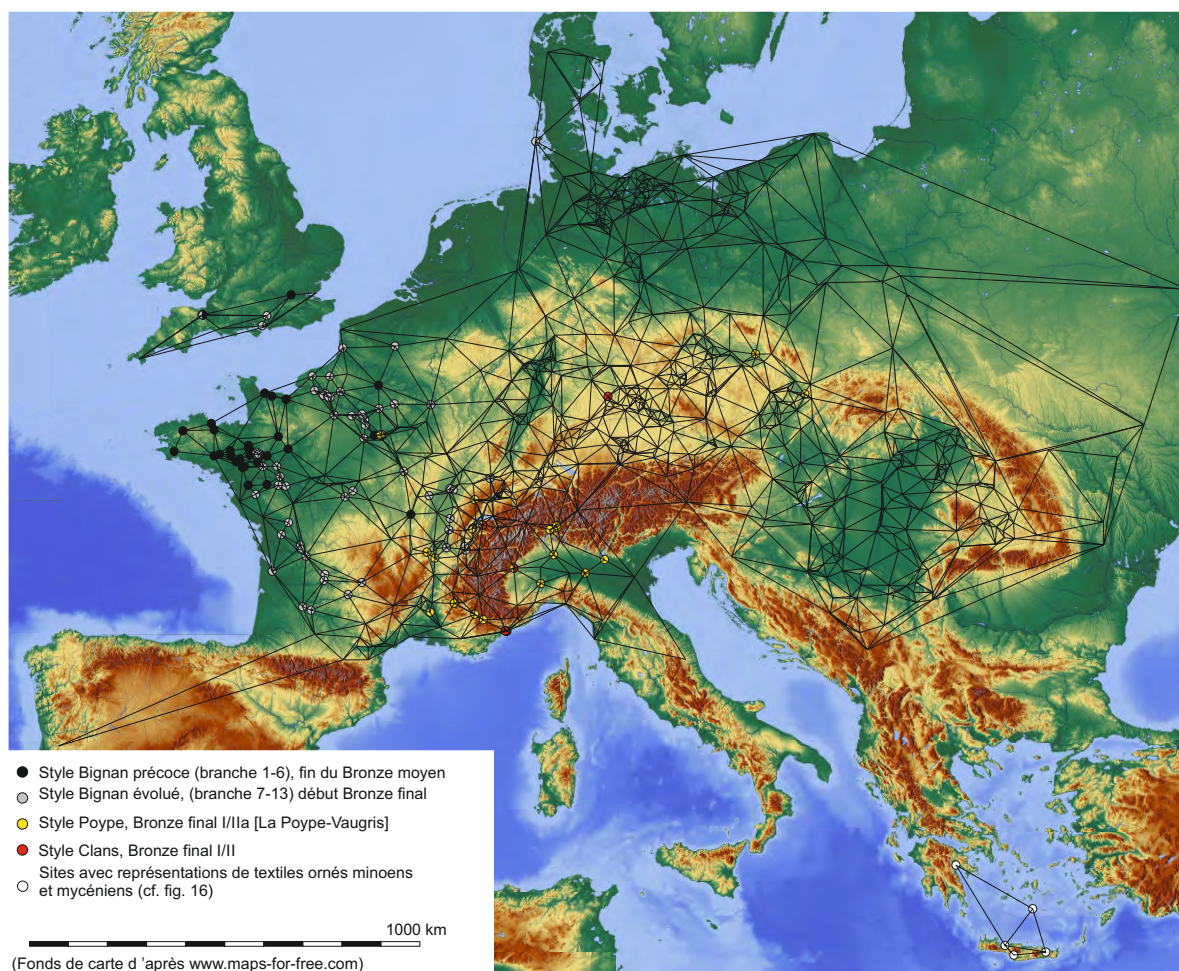 Style Bignan précoce (branche 1-6), fin du Bronze moyen
Style Bignan évolué, (branche 7-13) début Bronze final
Style Poype, Bronze final I/IIa [La Poype-Vaugris]
Style Clans, Bronze final I/II
Sites avec représentations de textiles ornés minoens
et mycéniens (cf. fig. 16)
1000 km
(Fonds de carte d 'après www.maps-for-free.com)